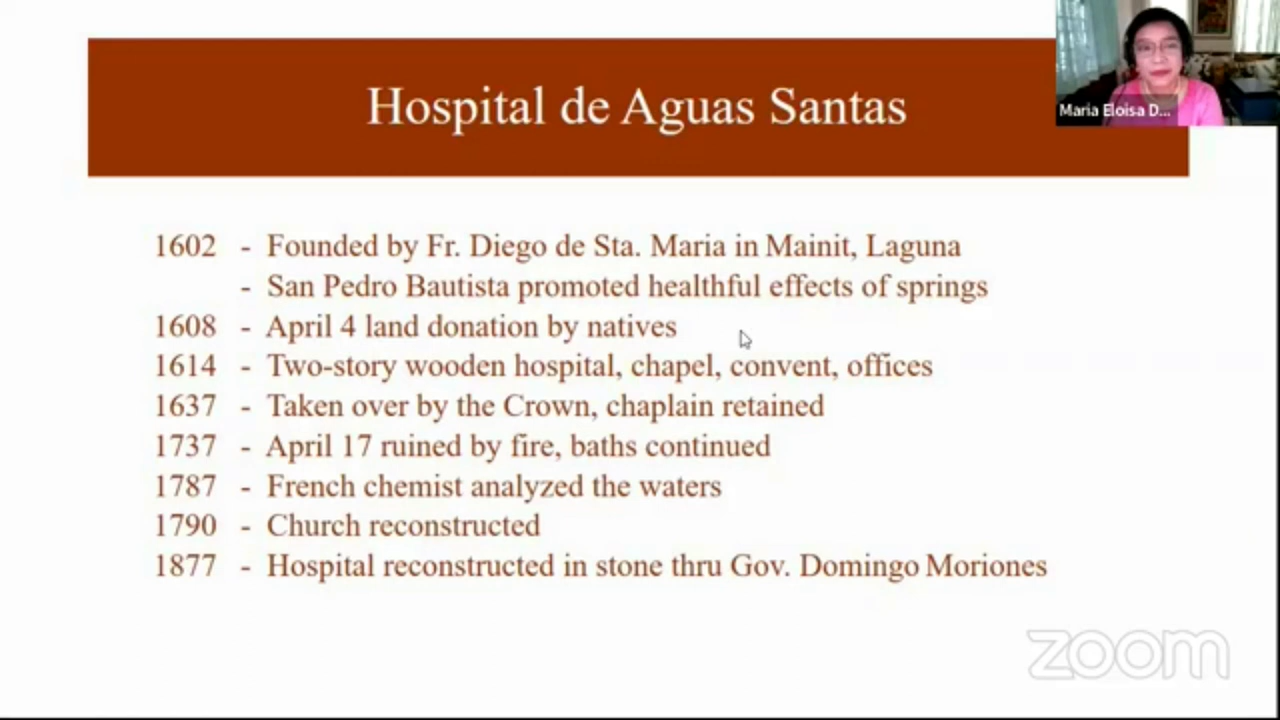 Hospital de Aguas Santas
Maria Eloisa D...
1602 - Founded by Fr. Diego de Sta. Maria in Mainit, Laguna
- San Pedro Bautista promoted healthful effects of springs
1608 - April 4 land donation by natives
1614 - Two-story wooden hospital, chapel, convent, offices
1637 - Taken over by the Crown, chaplain retained
1737 - April 17 ruined by fire, baths continued
1787 - French chemist analyzed the waters
1790 - Church reconstructed
1877 - Hospital reconstructed in stone thru Gov. Domingo Moriones
zoom